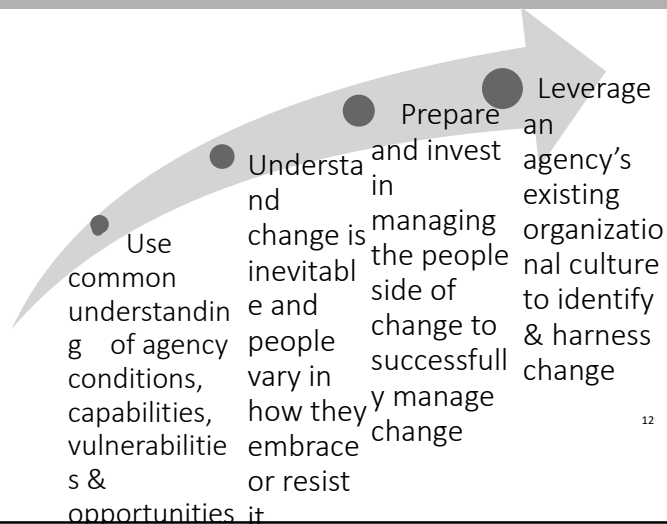 Use
common
understandin
g of agency
conditions,
capabilities,
vulnerabilitie
s &
opportunities
Understa
nd
change is
inevitabl
e and
people
vary in
how they
embrace
or resist
it
Prepare
and invest
in
managing
the people
side of
change to
successfull
y manage
change
Leverage
an
agency’s
existing
organizatio
nal culture
to identify
& harness
change
12